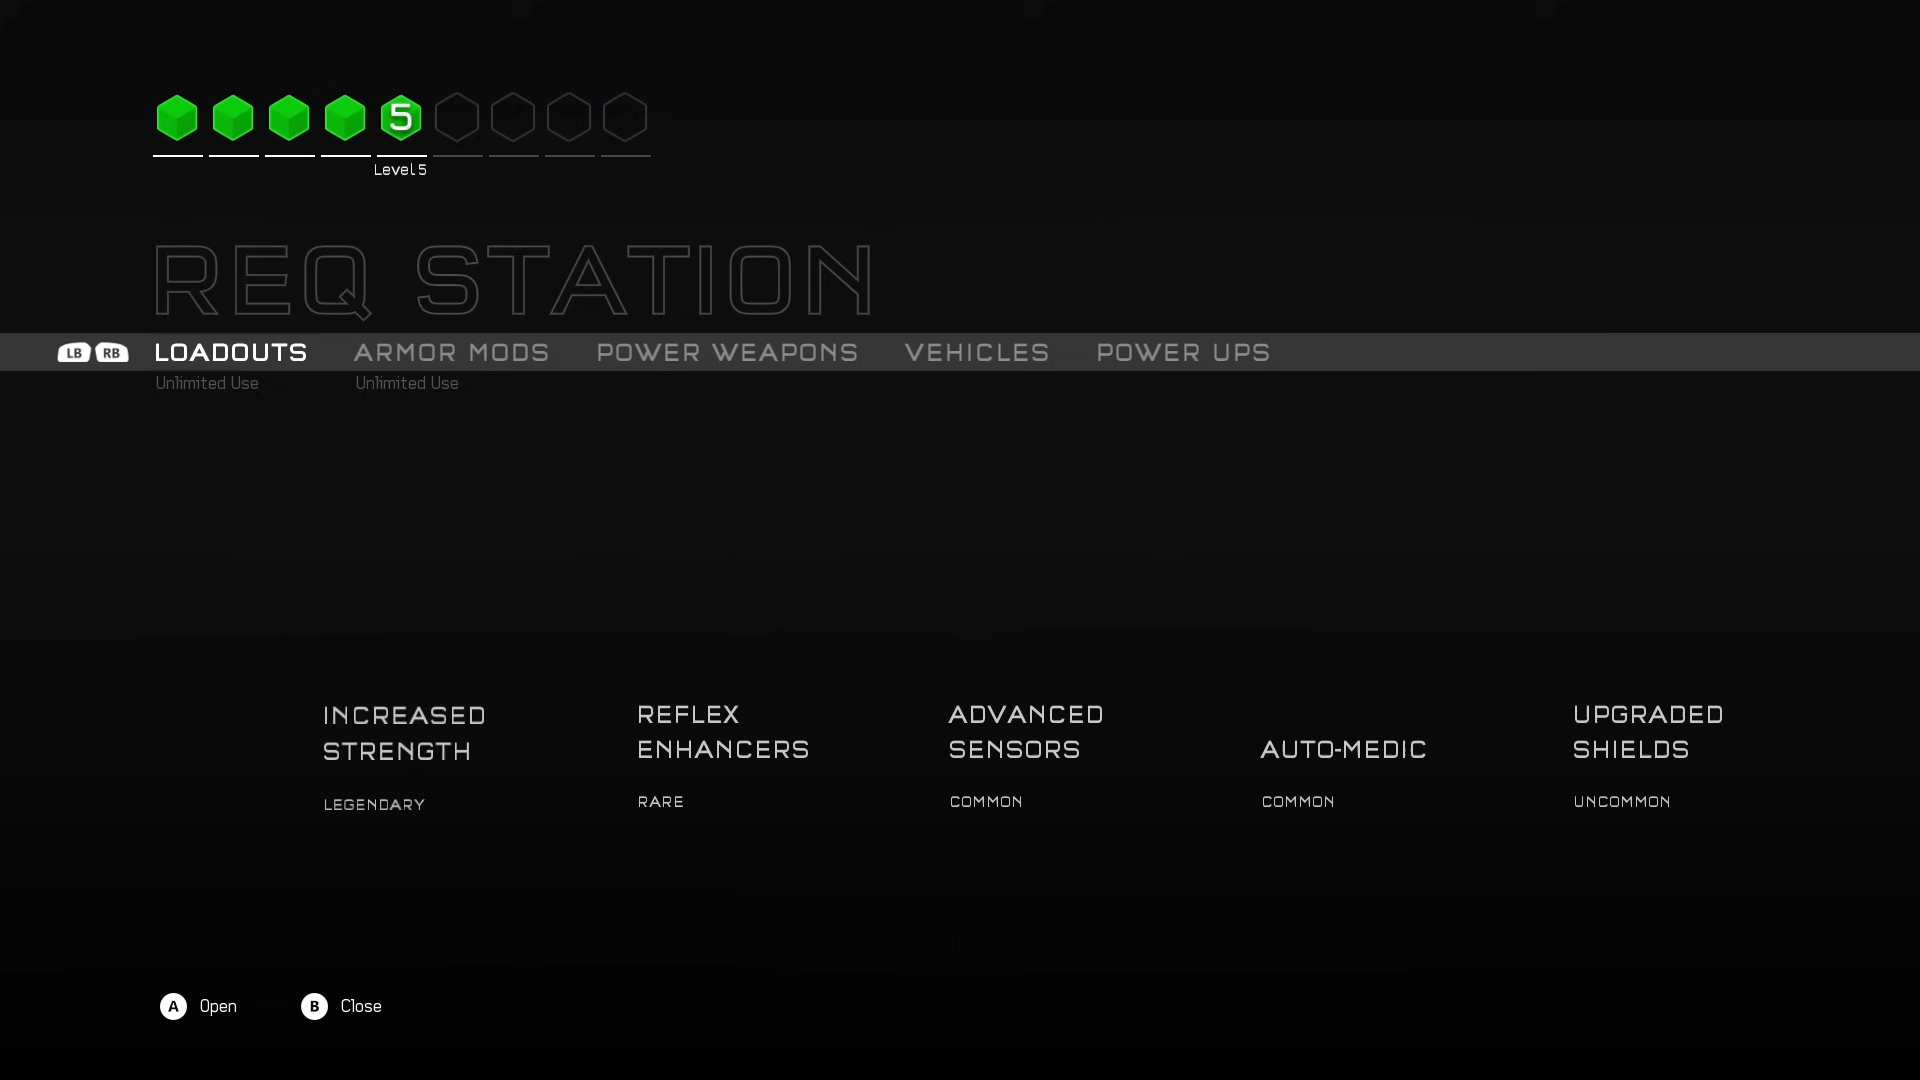 5
Level 5
REQ STATION
LB RB LOADOUTS ARMOR MODS POWER WEAPONS VEHICLES POWER UPS
Unlimited Use Unlimited Use
INCREASED
STRENGTH
LEGENDARY
REFLEX
ENHANCERS
RARE
ADVANCED
SENSORS
COMMON
AUTO-MEDIC
COMMON
UPGRADED
SHIELDS
UNCOMMON
A Open B Close